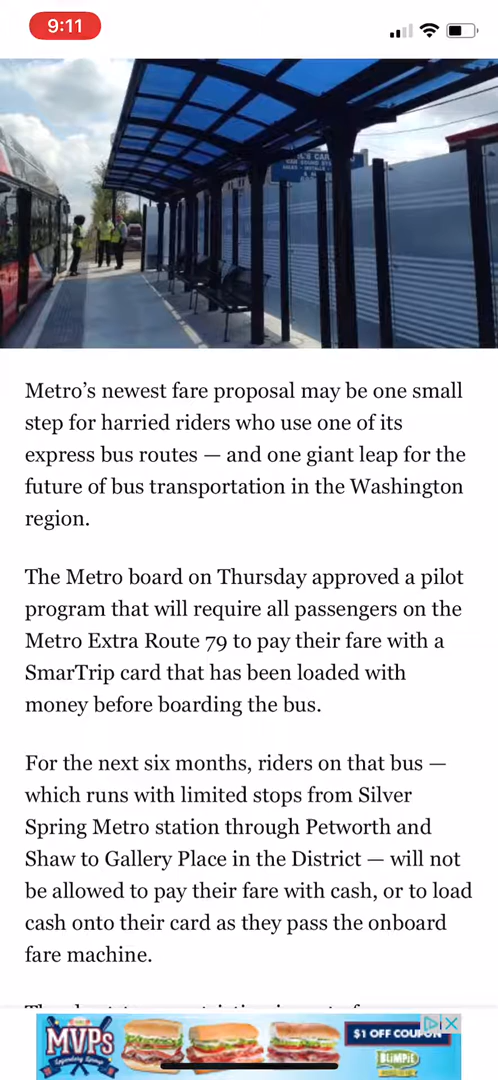 9:11
Metro’s newest fare proposal may be one small
step for harried riders who use one of its
express bus routes — and one giant leap for the
future of bus transportation in the Washington
region.
The Metro board on Thursday approved a pilot
program that will require all passengers on the
Metro Extra Route 79 to pay their fare with a
SmarTrip card that has been loaded with
money before boarding the bus.
For the next six months, riders on that bus —
which runs with limited stops from Silver
Spring Metro station through Petworth and
Shaw to Gallery Place in the District — will not
be allowed to pay their fare with cash, or to load
cash onto their card as they pass the onboard
fare machine.
MVPs
$1 OFF COUPON
BLIMPIE